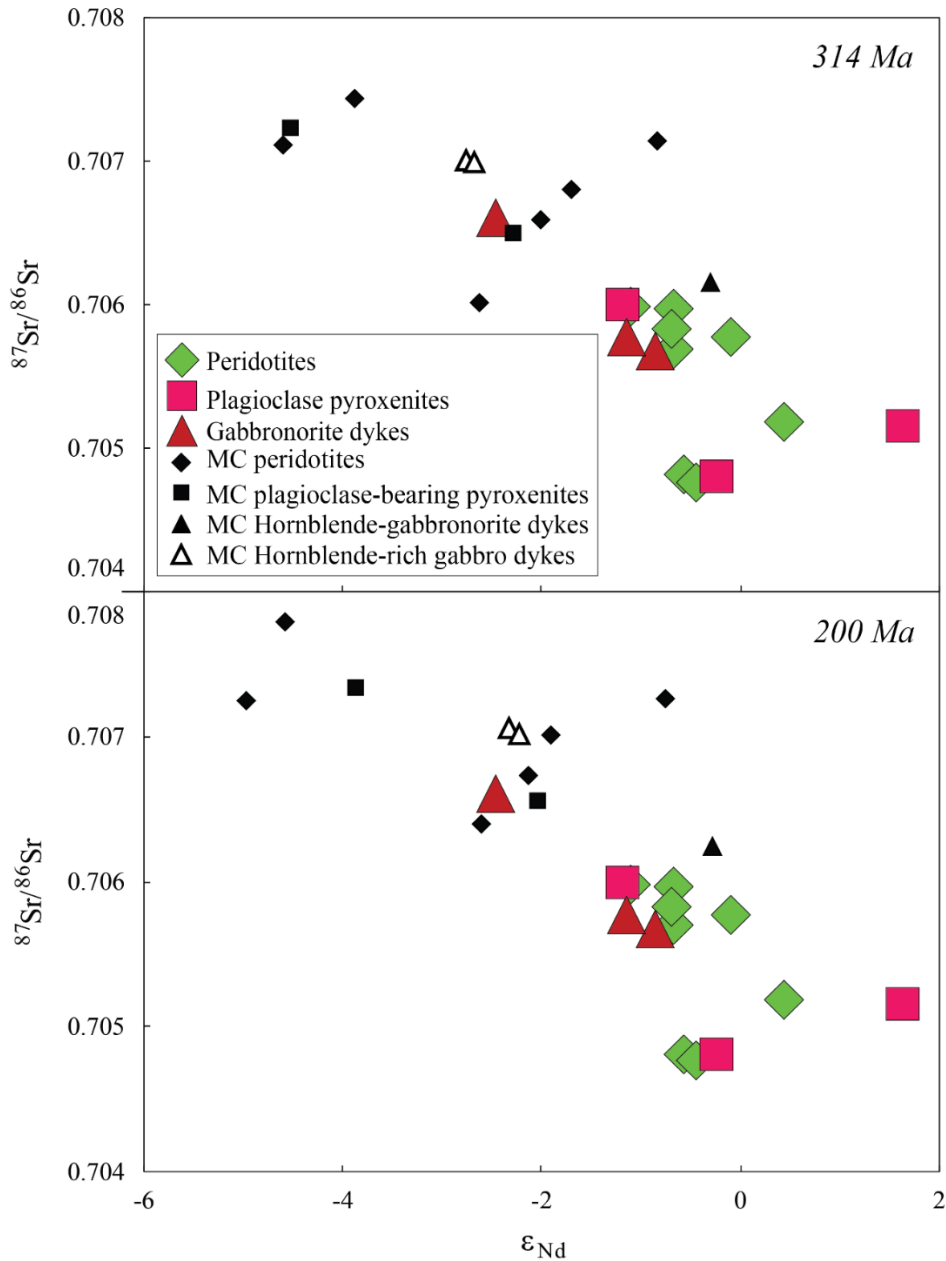 0.708
314 Ma
0.707
0.706
87Sr/86Sr
Peridotites
Plagioclase pyroxenites
Gabbronorite dykes
MC peridotites
MC plagioclase-bearing pyroxenites
MC Hornblende-gabbronorite dykes
MC Hornblende-rich gabbro dykes
0.705
0.704
0.708
200 Ma
0.707
0.706
87Sr/86Sr
0.705
0.704
-6 -4 -2 0 2
εNd